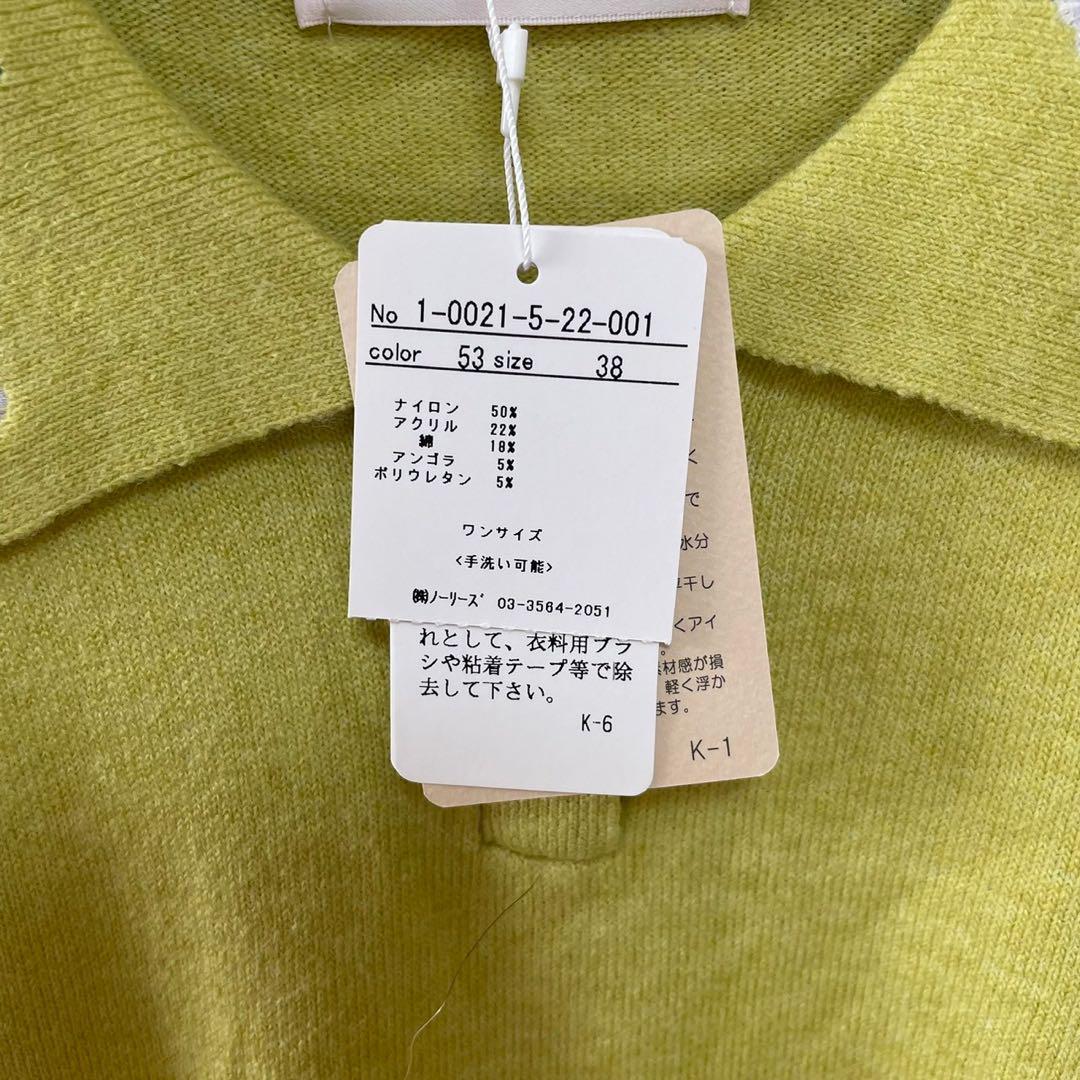 No 1-0021-5-22-001
color 53 size 38
ナイロン 50%
アクリル 22%
綿 18%
アンゴラ 5%
ポリウレタン 5%
ワンサイズ
<手洗い可能>
㈱ノーリーズ 03-3564-2051
れとして、衣料用ブラ
シや粘着テープ等で除
去して下さい。
K-6
く
で
水分
干し
くアイ
。
材感が損
軽く浮か
ます。
K-1